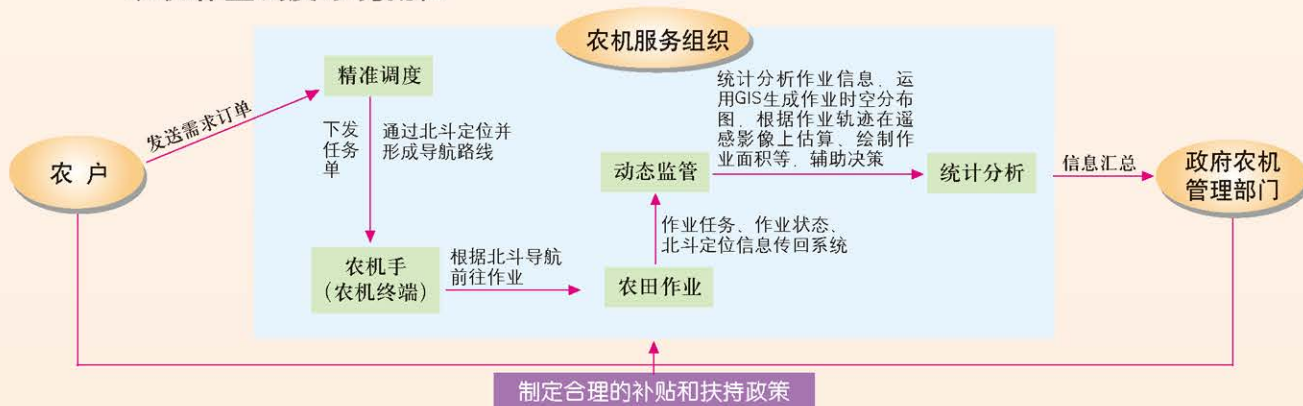 农机服务组织
精准调度
发送需求订单
农 户
下发
任务
单
通过北斗定位并
形成导航路线
农机手
(农机终端)
根据北斗导航
前往作业
农田作业
作业任务、作业状态、
北斗定位信息传回系统
动态监管
统计分析作业信息、运
用GIS生成作业时空分布
图、根据作业轨迹在遥
感影像上估算、绘制作
业面积等、辅助决策
统计分析
信息汇总
政府农机
管理部门
制定合理的补贴和扶持政策